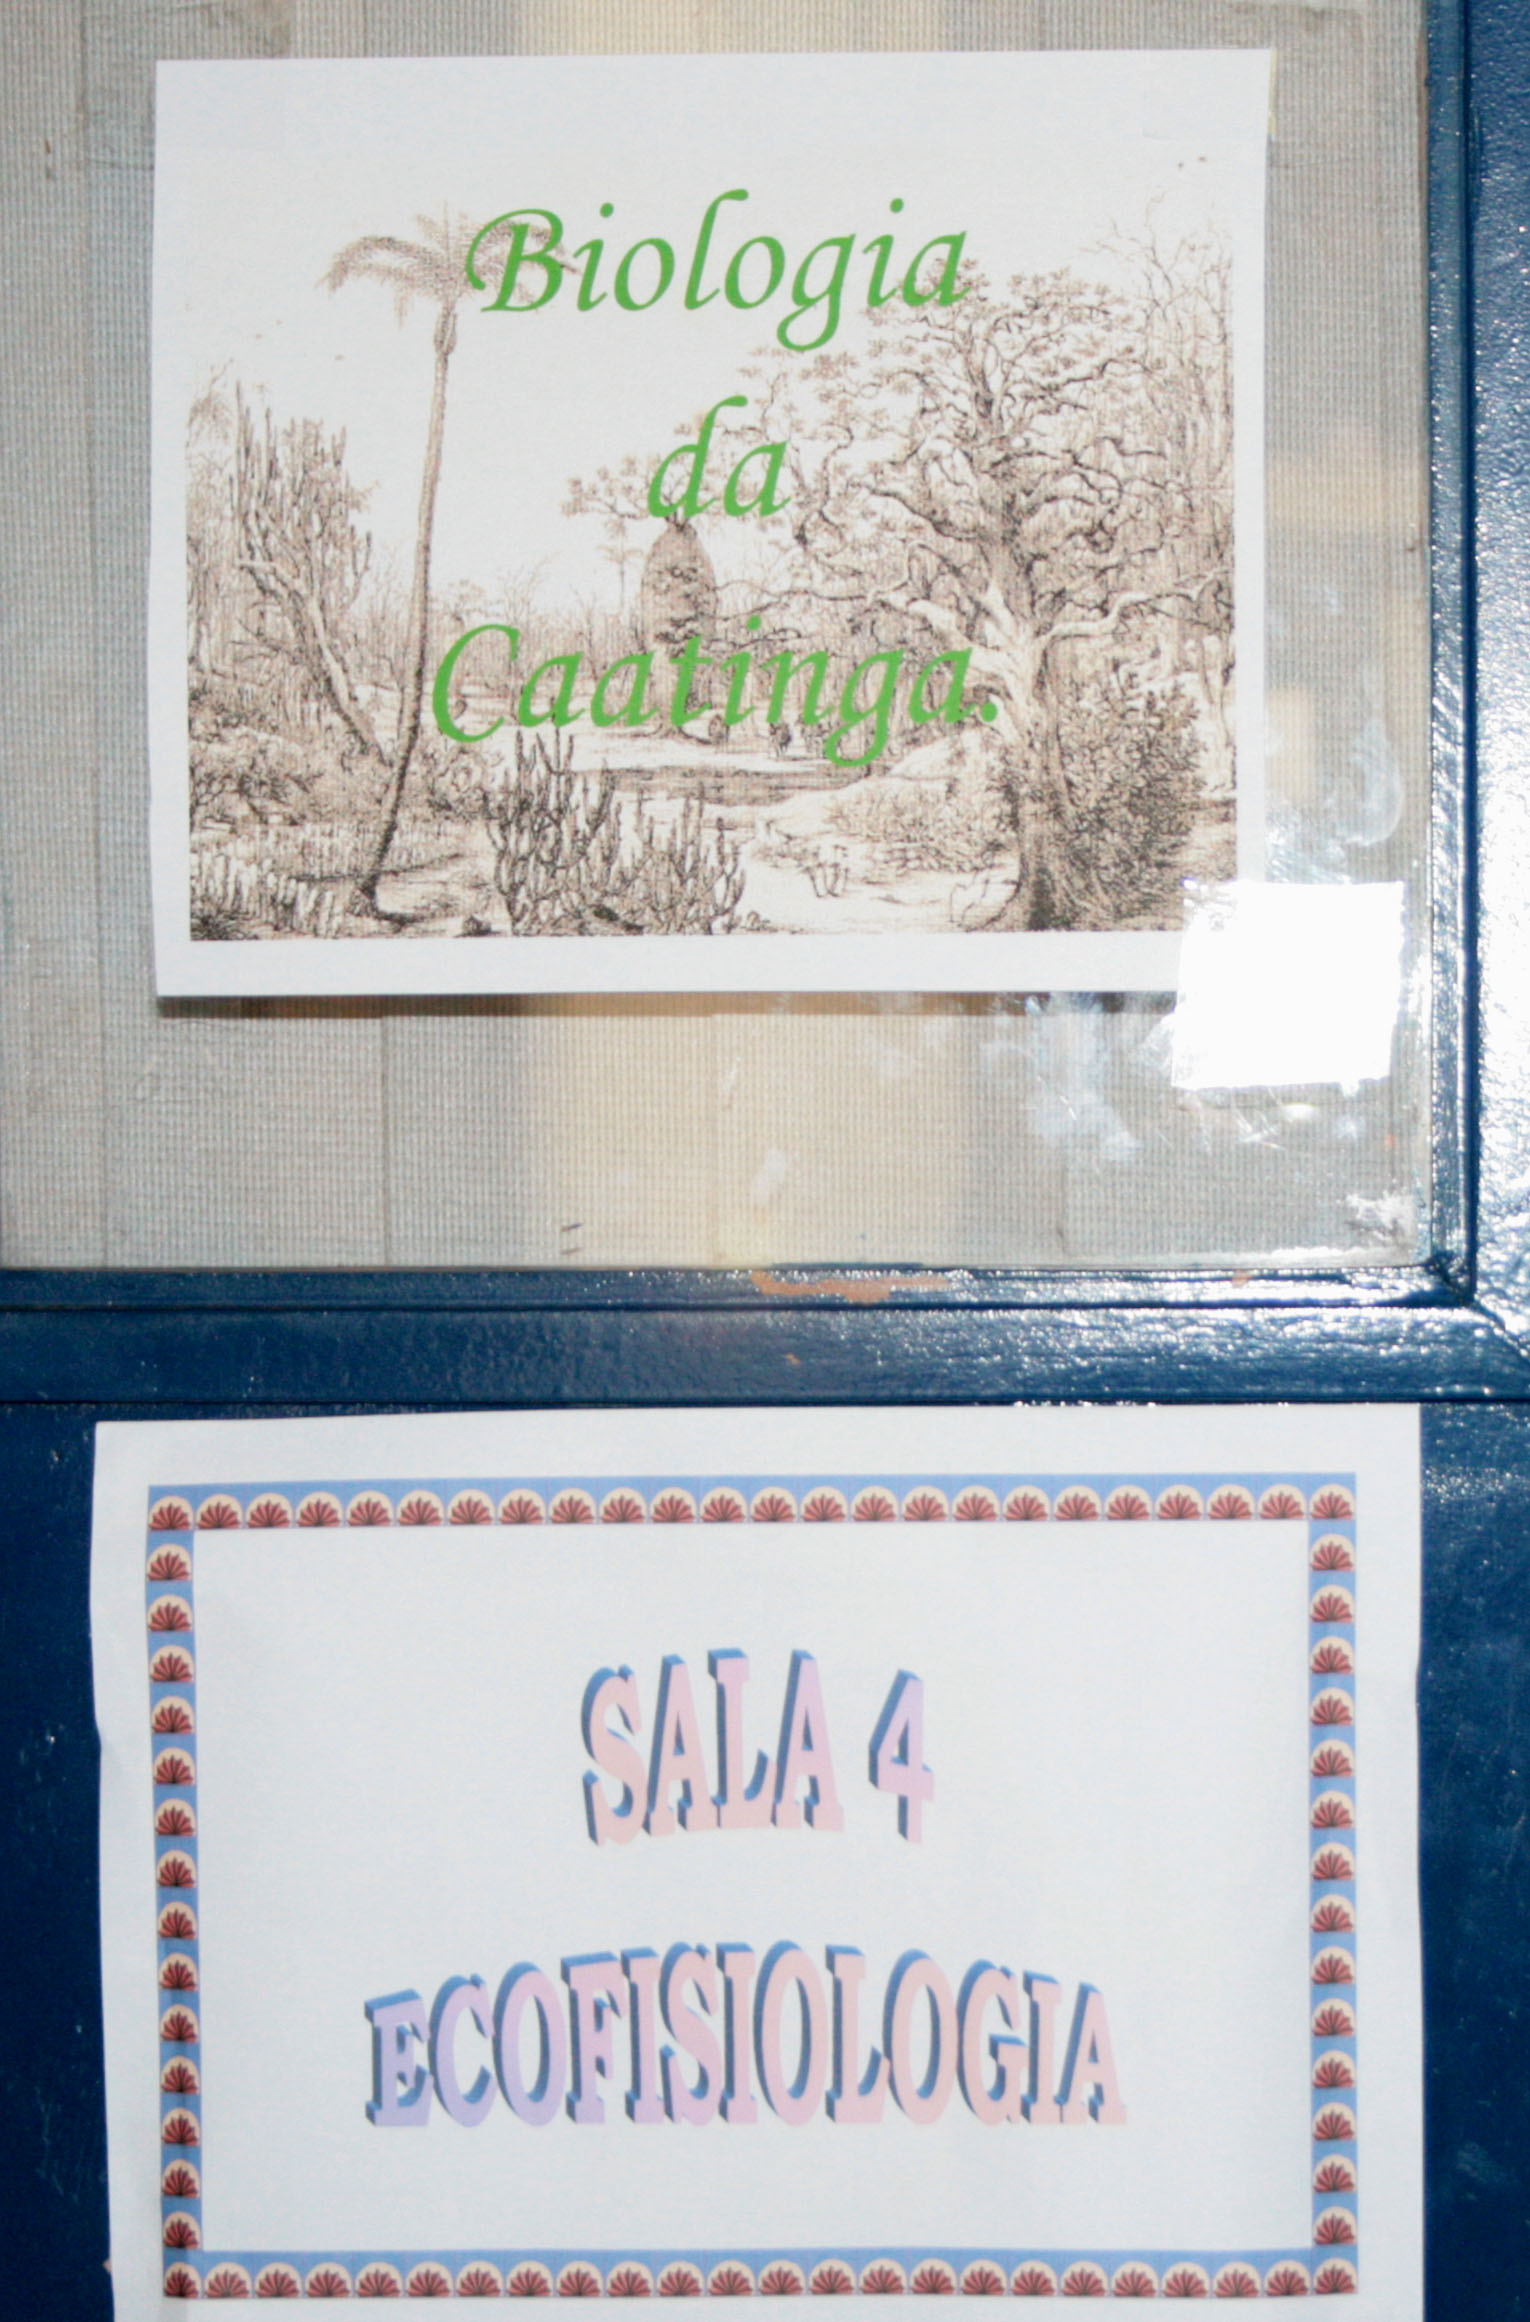 Biologia
da
Caatinga.
SALA 4
ECOFISIOLOGIA